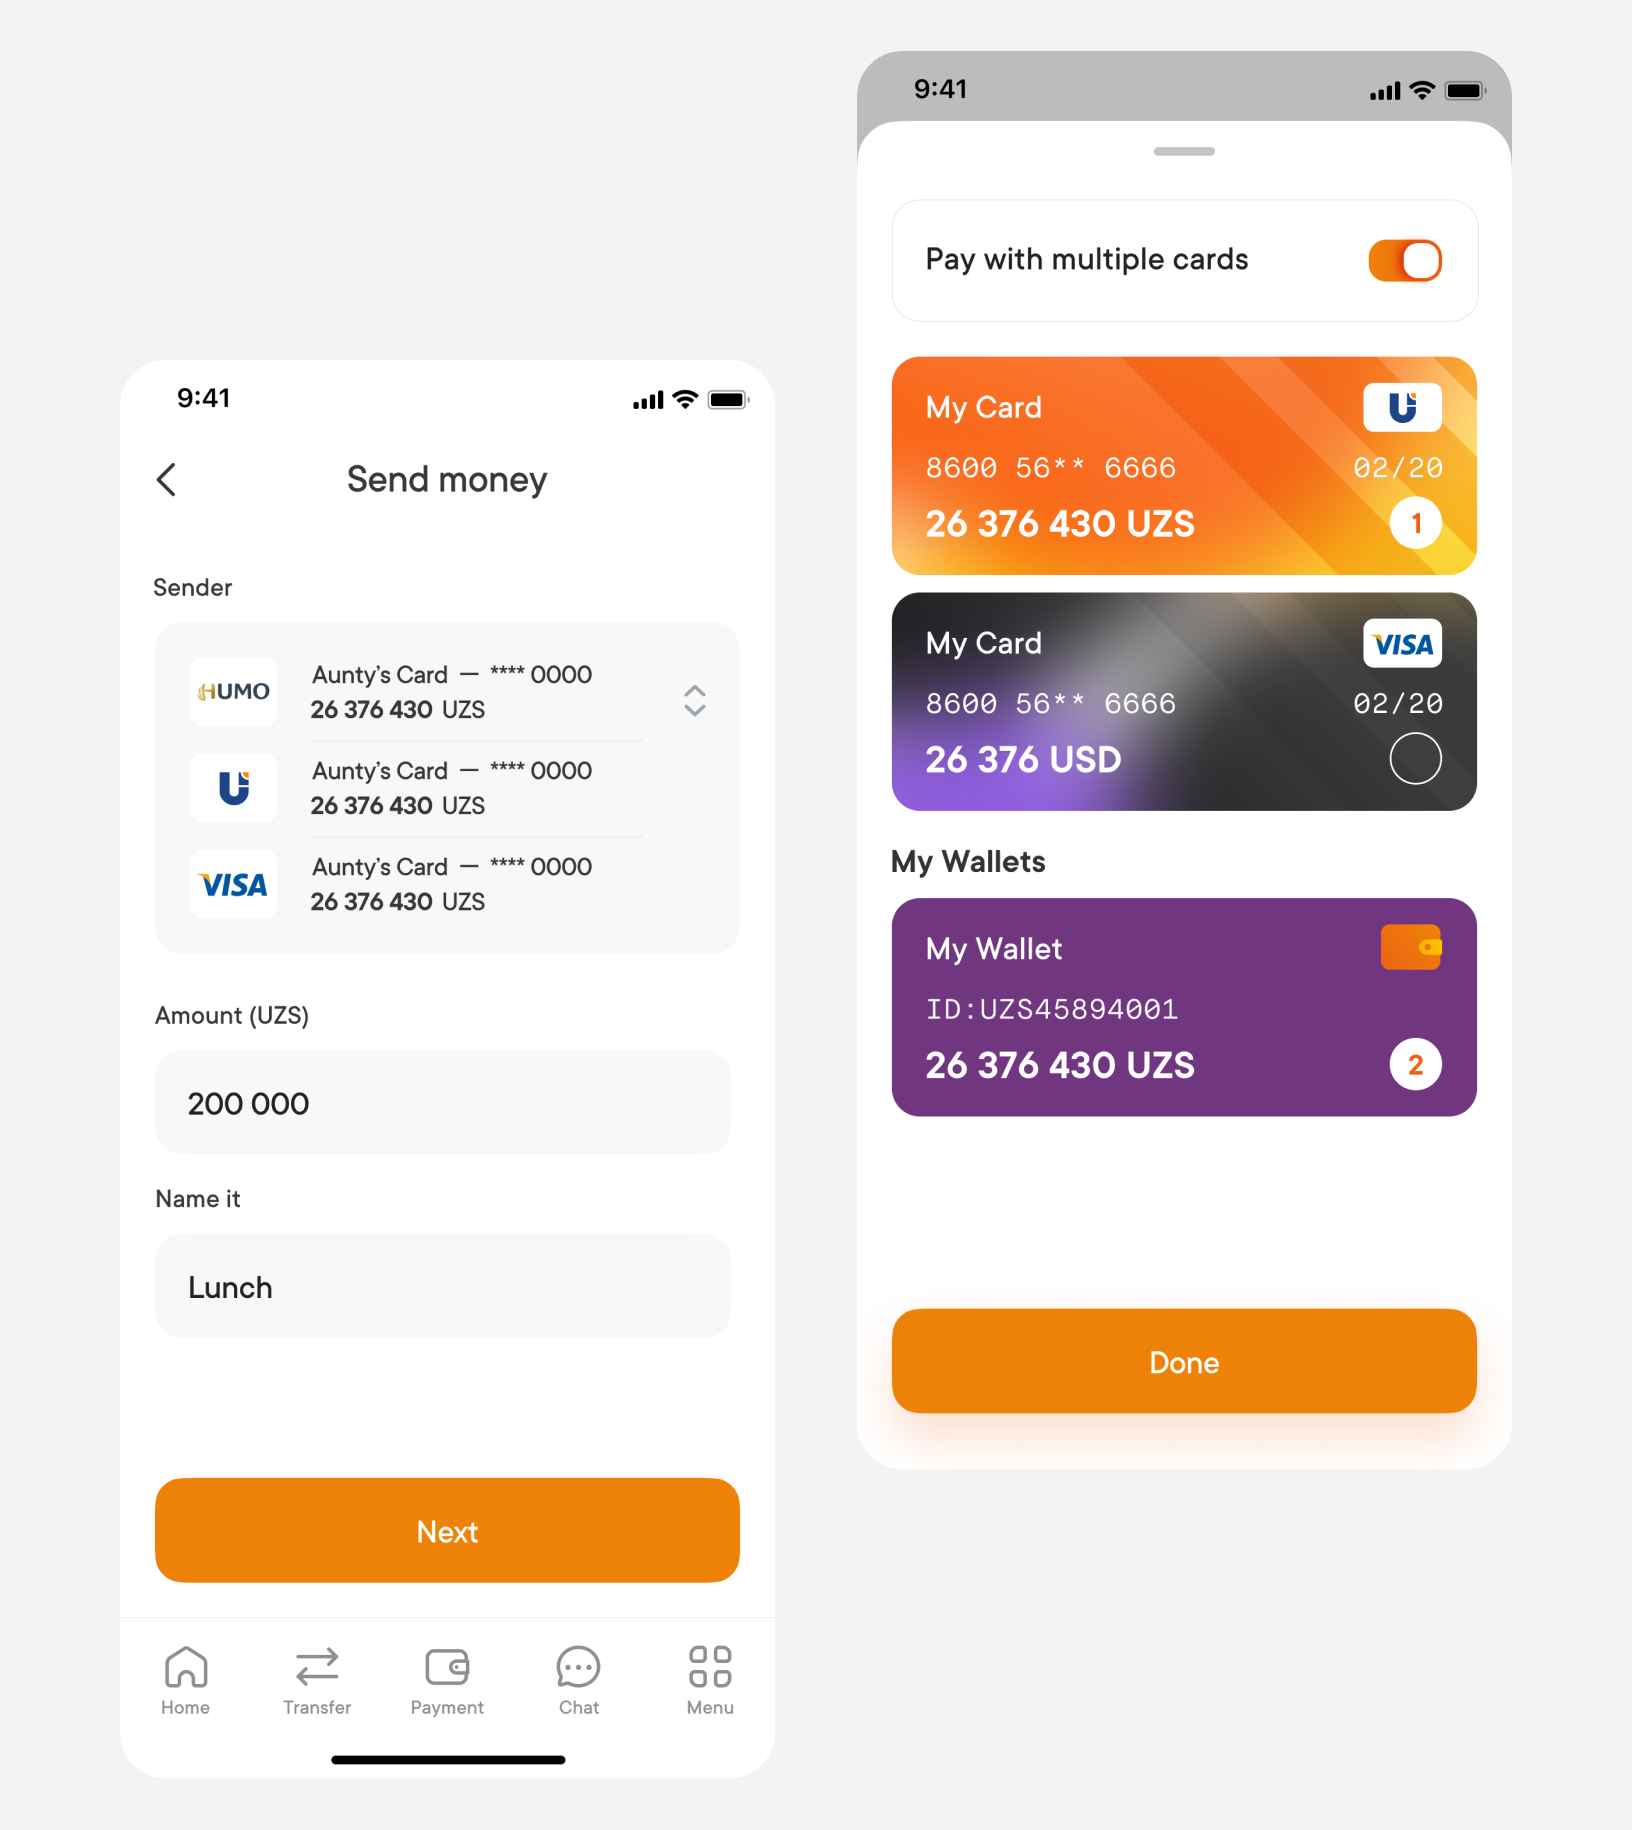 9:41
Send money
Sender
HUMO
Aunty's Card — **** 0000
26 376 430 UZS
U
Aunty's Card — **** 0000
26 376 430 UZS
VISA
Aunty's Card — **** 0000
26 376 430 UZS
Amount (UZS)
200 000
Name it
Lunch
Next
Home
Transfer
Payment
Chat
Menu
9:41
Pay with multiple cards
My Card
U
8600 56** 6666
02/20
26 376 430 UZS
1
My Card
VISA
8600 56** 6666
02/20
26 376 USD
My Wallets
My Wallet
ID:UZS45894001
26 376 430 UZS
2
Done